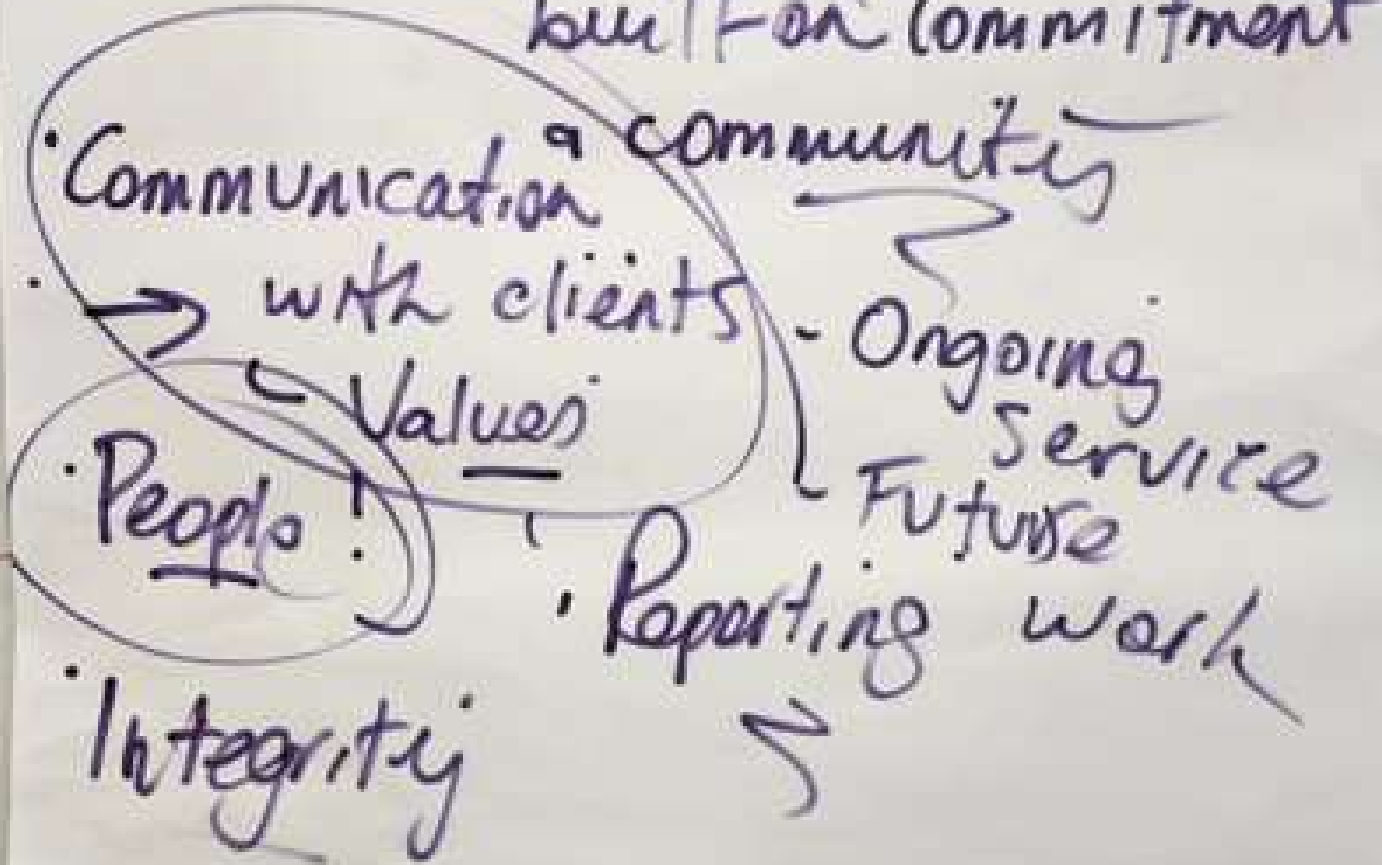 built on commitment
• community
• Communication
→ with clients
- Values
- Ongoing
Service
Future
• People!
• Reporting work
• Integrity